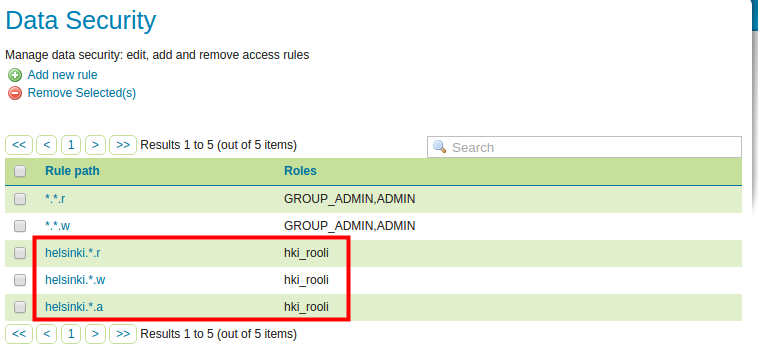 Data Security
Manage data security: edit, add and remove access rules
Add new rule
Remove Selected(s)
<< < 1 > >> Results 1 to 5 (out of 5 items) Search
Rule path Roles
*.*.r GROUP_ADMIN,ADMIN
*.*.w GROUP_ADMIN,ADMIN
helsinki.*.r hki_rooli
helsinki.*.w hki_rooli
helsinki.*.a hki_rooli
<< < 1 > >> Results 1 to 5 (out of 5 items)